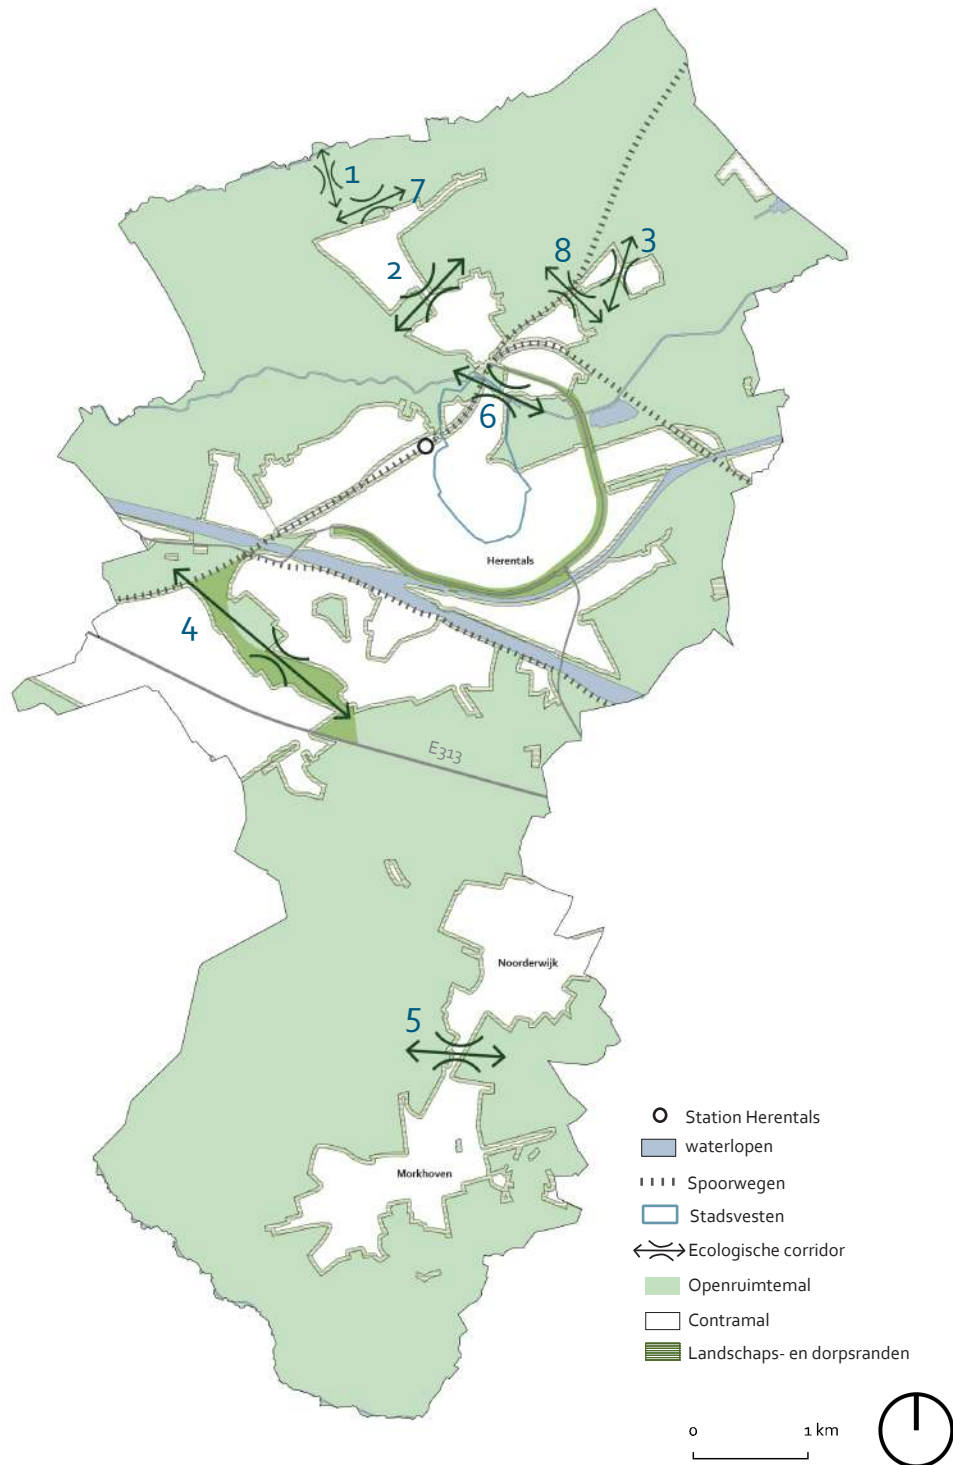 1
7
2
8
3
6
Herentals
4
E313
Noorderwijk
5
Morkhoven
Station Herentals
waterlopen
Spoorwegen
Stadsvesten
Ecologische corridor
Openruimtemal
Contramal
Landschaps- en dorpsranden
0 1 km